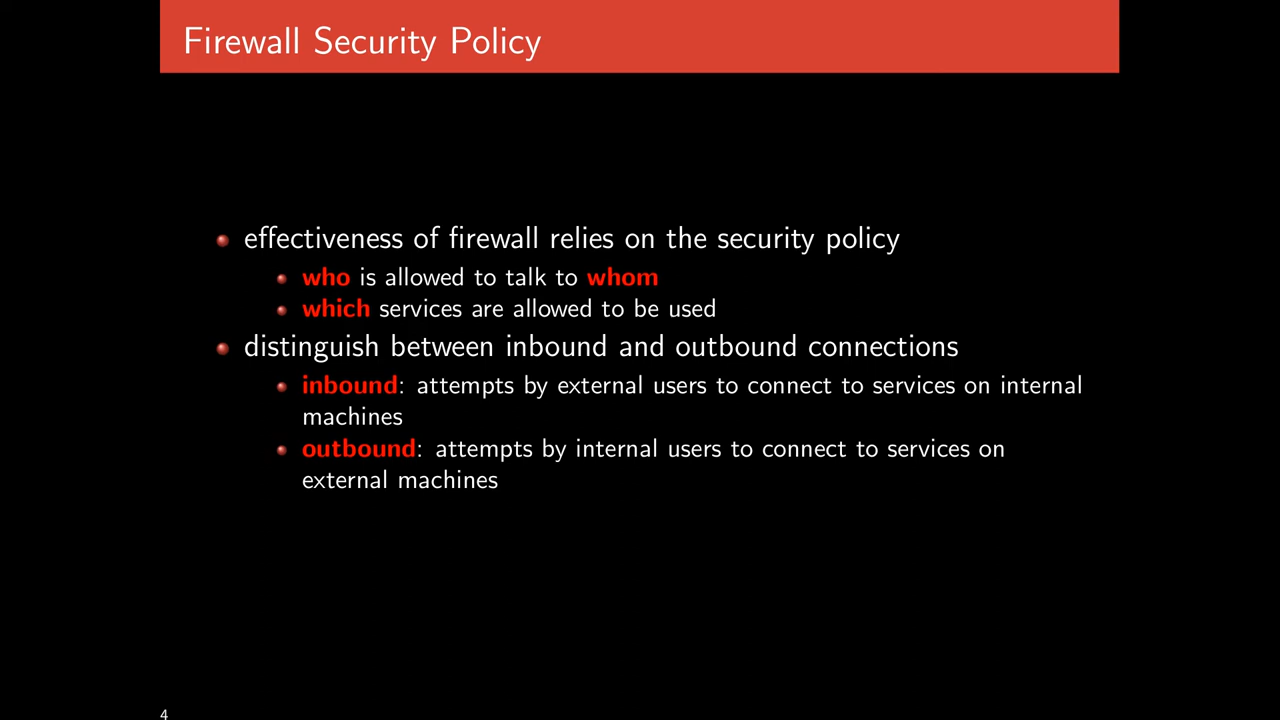 Firewall Security Policy
effectiveness of firewall relies on the security policy
who is allowed to talk to whom
which services are allowed to be used
distinguish between inbound and outbound connections
inbound: attempts by external users to connect to services on internal
machines
outbound: attempts by internal users to connect to services on
external machines
4